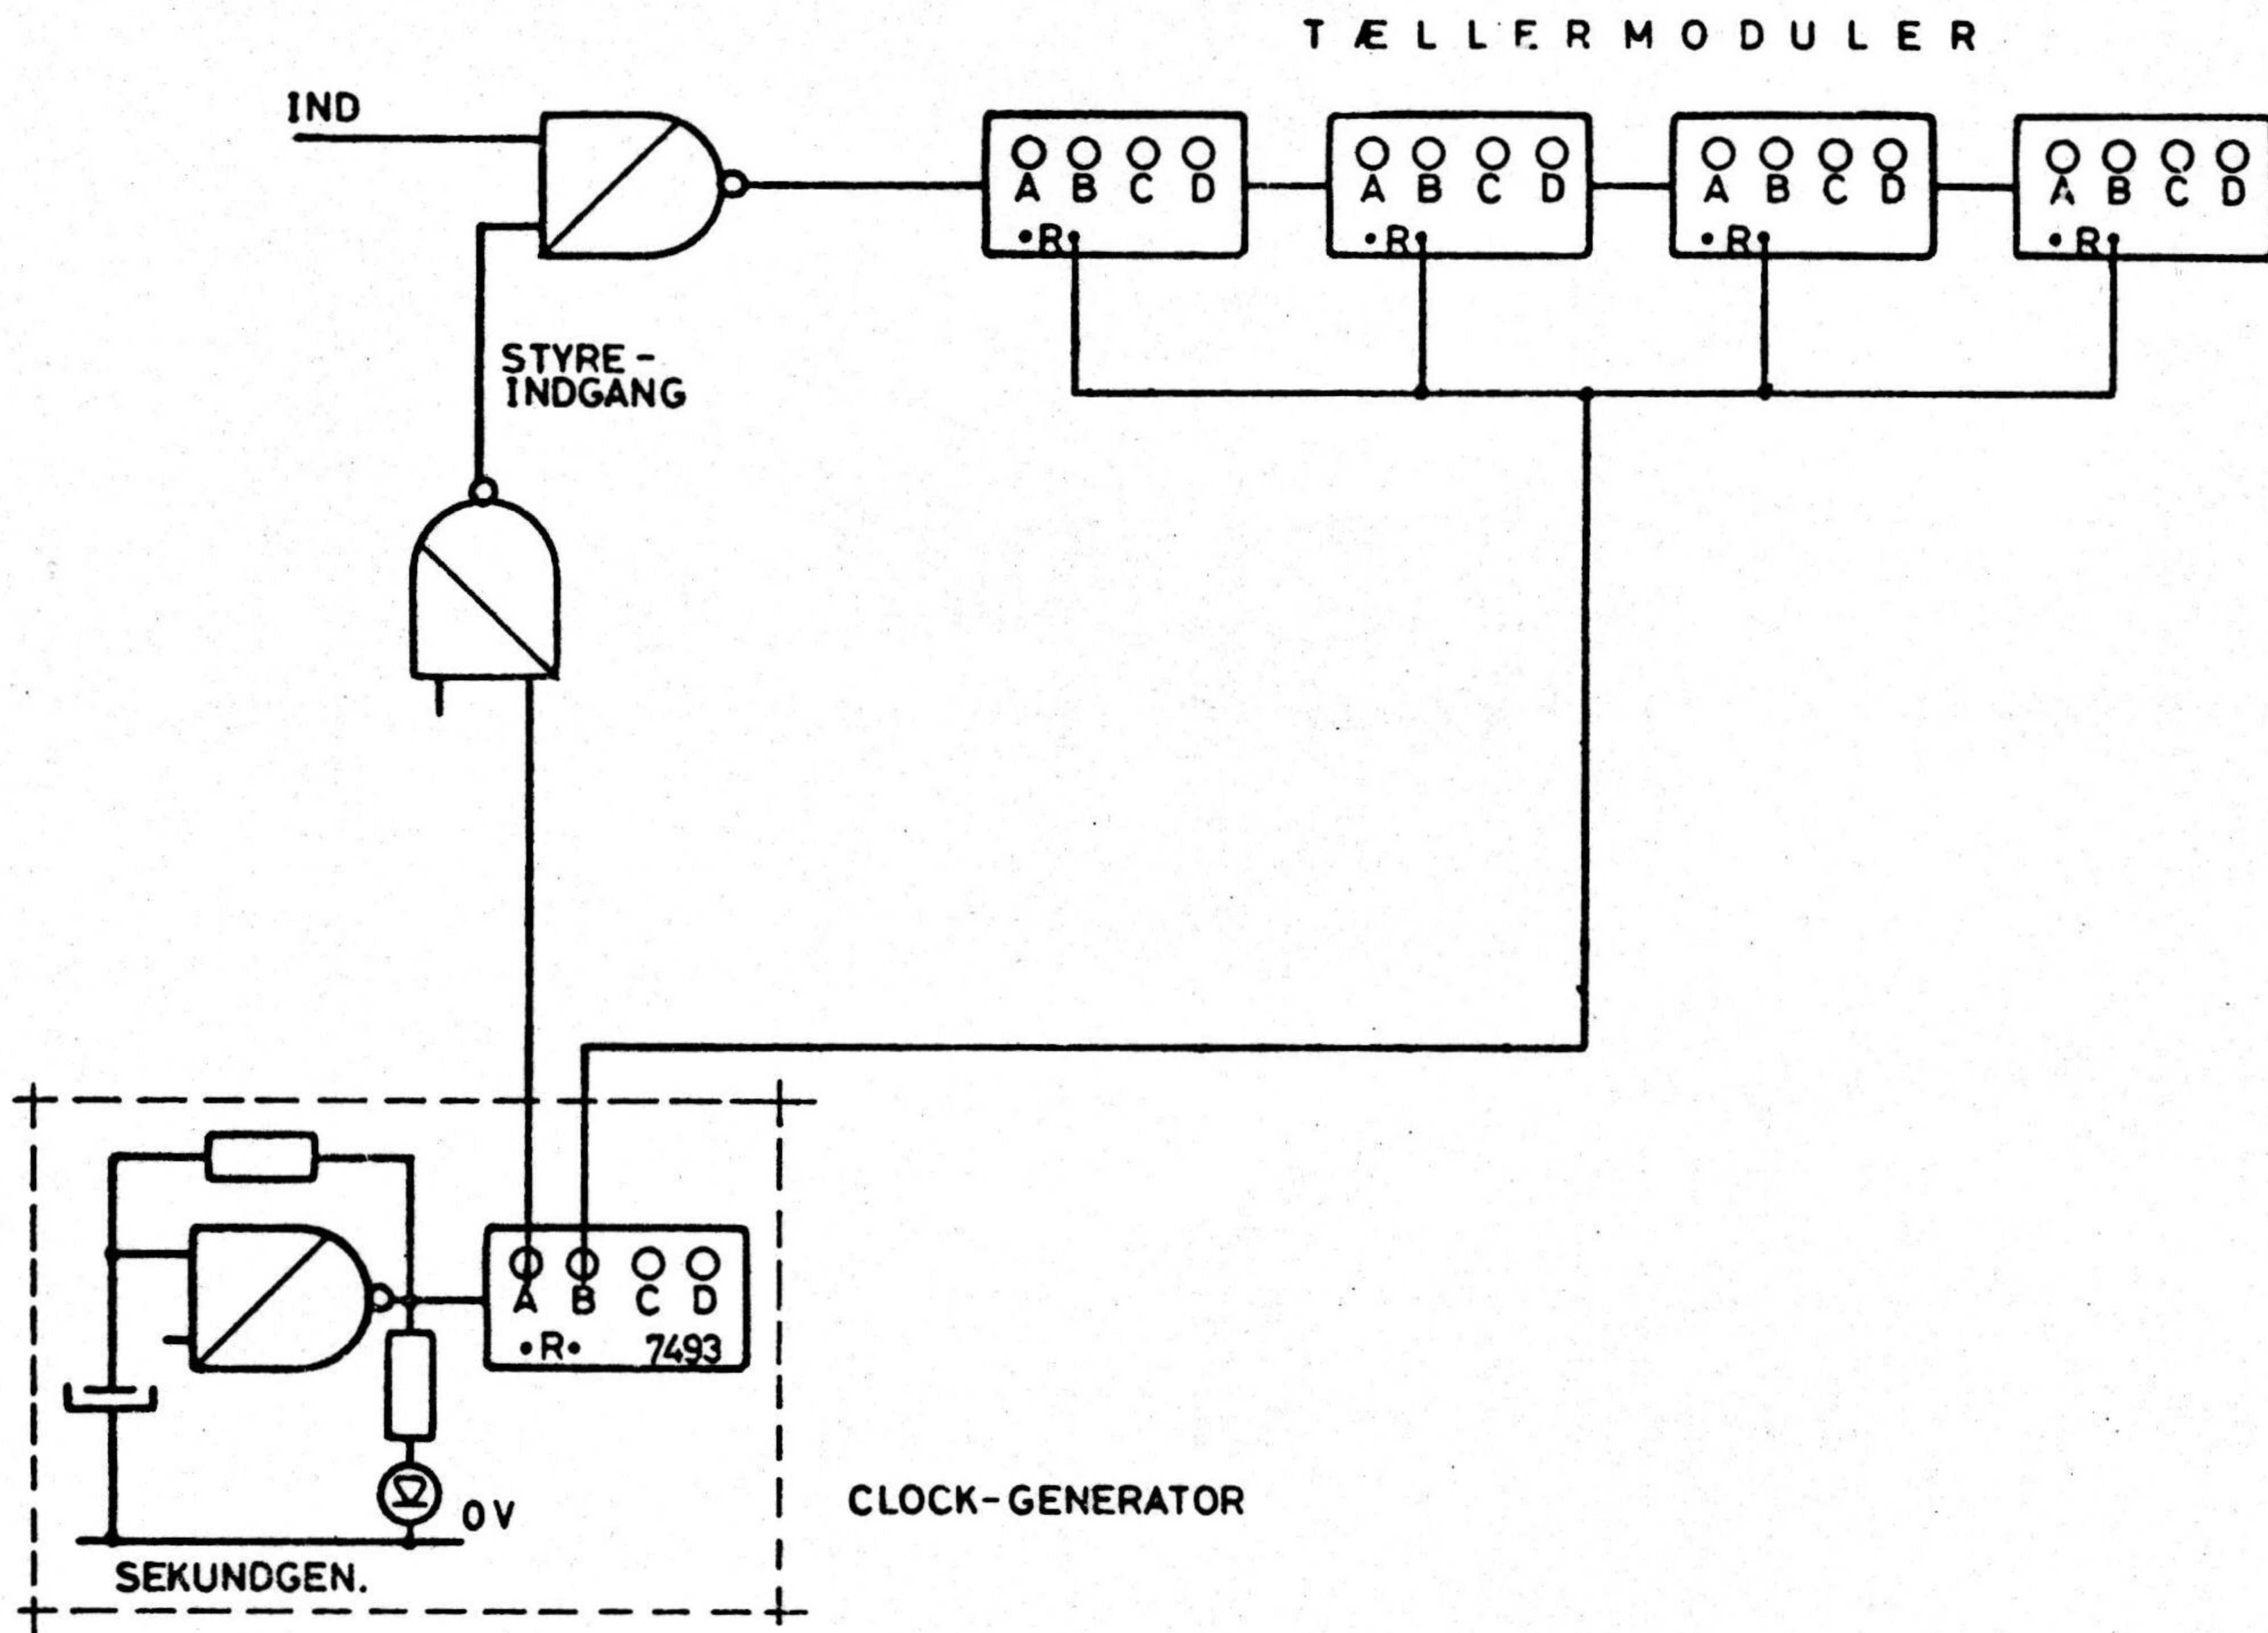 TÆLLERMODULER
IND
A B C D
•R•
A B C D
•R•
A B C D
•R•
A B C D
•R•
STYRE-
INDGANG
A B C D
•R• 7493
0V
CLOCK-GENERATOR
SEKUNDGEN.